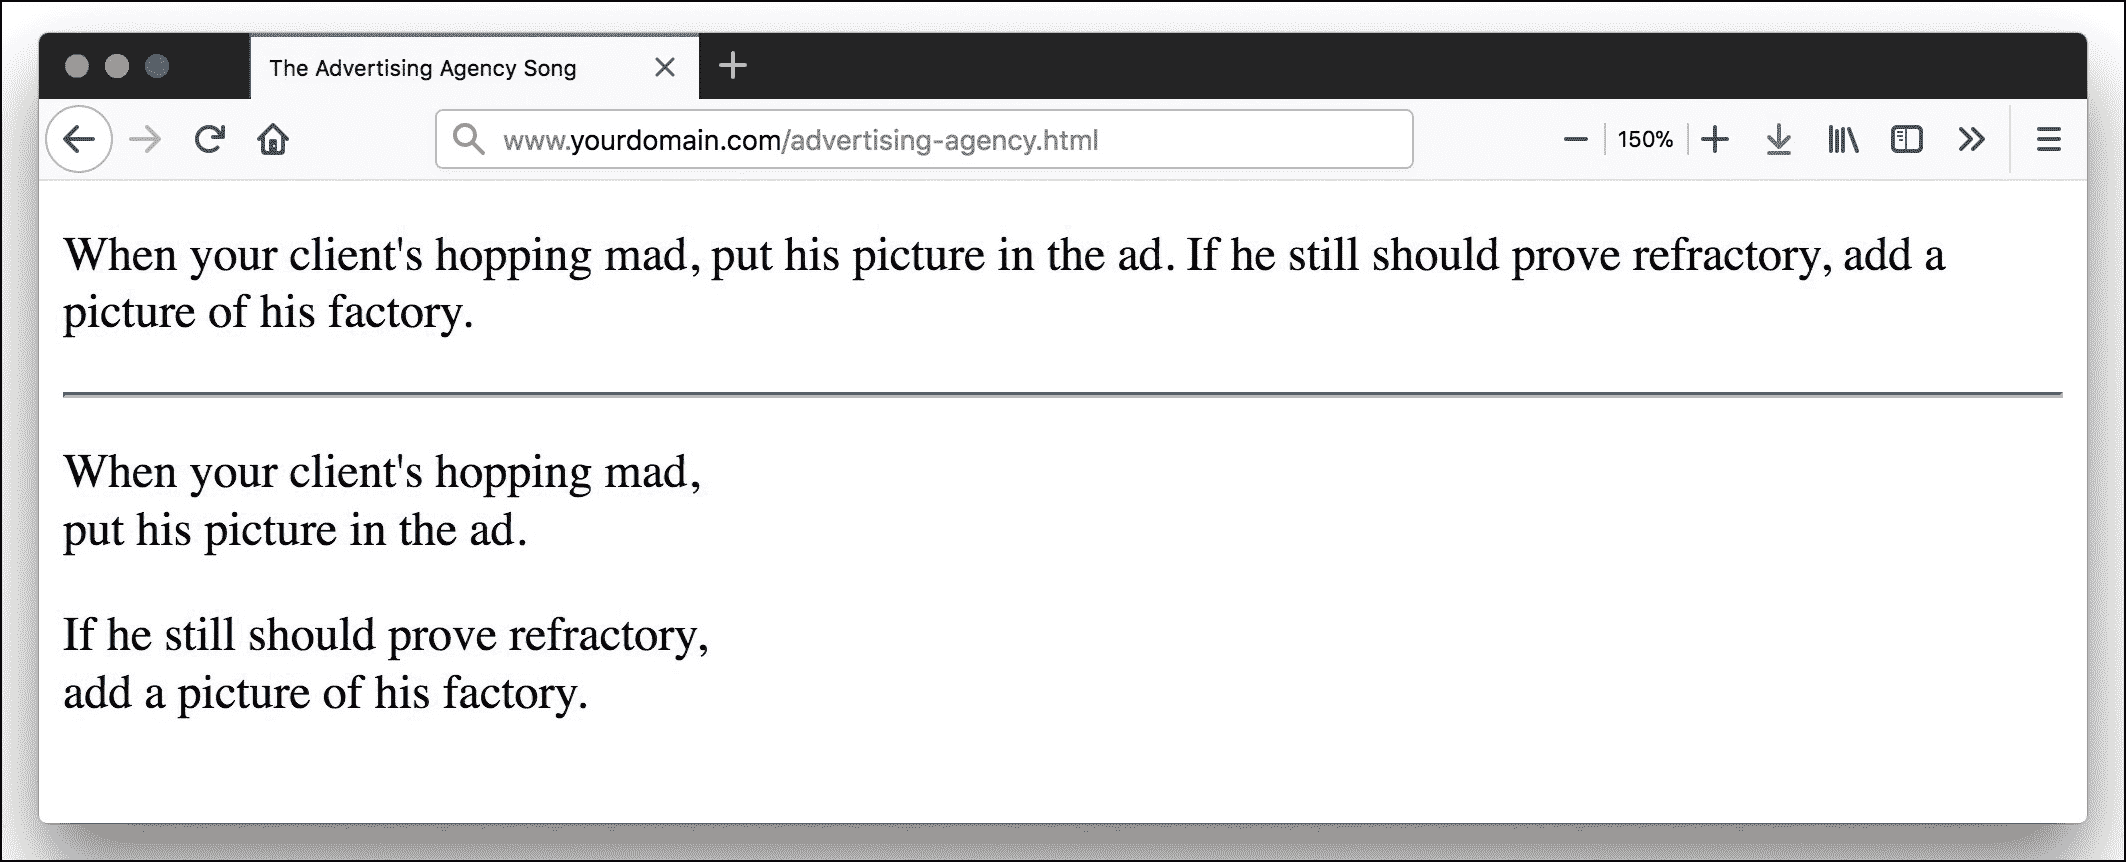 The Advertising Agency Song
www.yourdomain.com/advertising-agency.html
150%
When your client's hopping mad, put his picture in the ad. If he still should prove refractory, add a
picture of his factory.
When your client's hopping mad,
put his picture in the ad.
If he still should prove refractory,
add a picture of his factory.